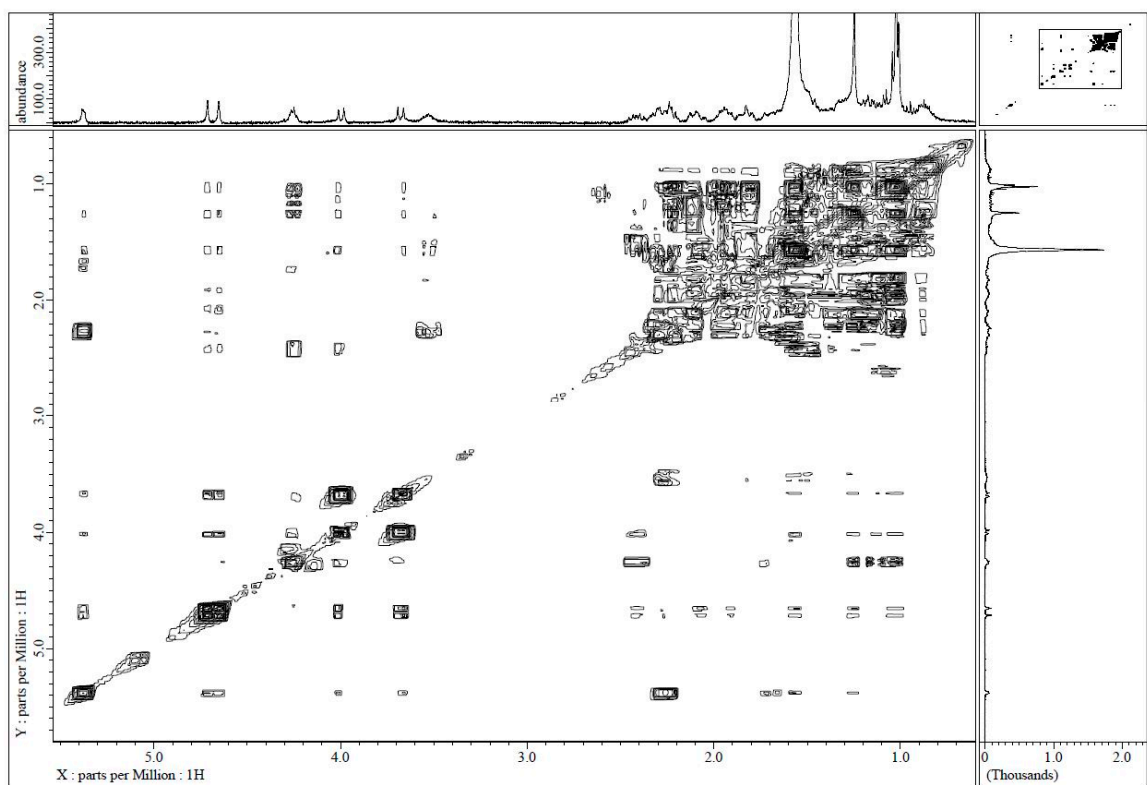 abundance
100.0 300.0
1.0
2.0
3.0
4.0
5.0
Y : parts per Million : 1H
5.0 4.0 3.0 2.0 1.0
X : parts per Million : 1H
0 1.0 2.0
(Thousands)